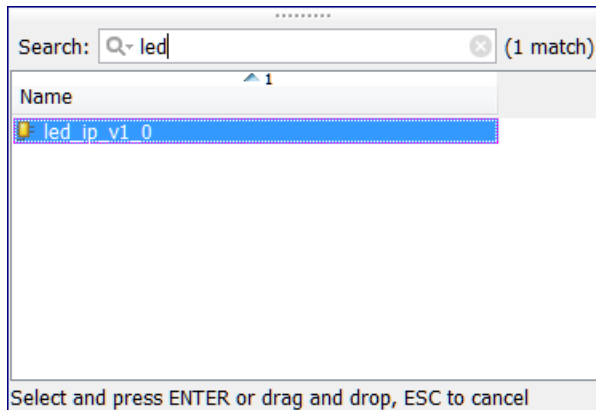 Search: led (1 match)
1
Name
led_ip_v1_0
Select and press ENTER or drag and drop, ESC to cancel